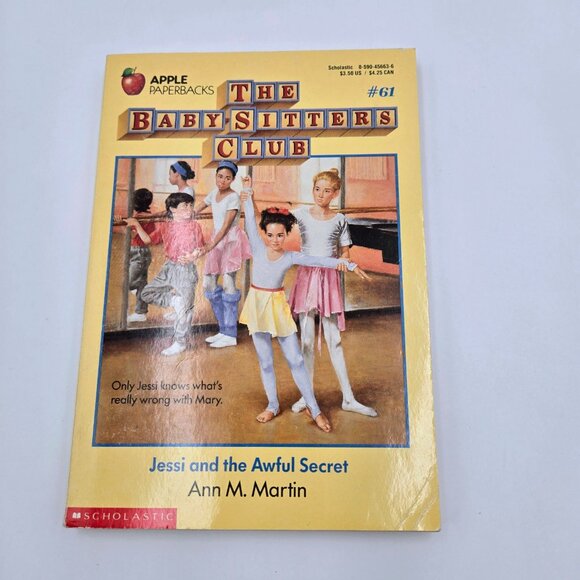 APPLE
PAPERBACKS
Scholastic 0-590-45663-6
$3.50 US / $4.25 CAN
THE
BABY-SITTERS
CLUB
#61
Only Jessi knows what's
really wrong with Mary.
Jessi and the Awful Secret
Ann M. Martin
SCHOLASTIC